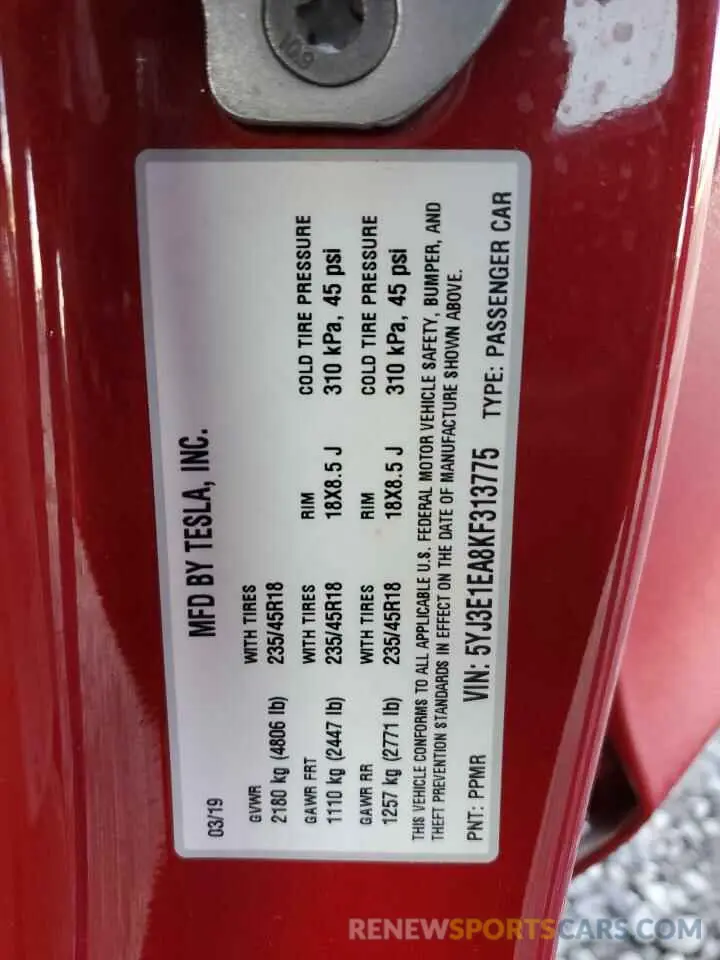 10.9
03/19 MFD BY TESLA, INC.
GVWR WITH TIRES
2180 kg (4806 lb) 235/45R18
GAWR FRT WITH TIRES RIM COLD TIRE PRESSURE
1110 kg (2447 lb) 235/45R18 18X8.5 J 310 kPa, 45 psi
GAWR RR WITH TIRES RIM COLD TIRE PRESSURE
1257 kg (2771 lb) 235/45R18 18X8.5 J 310 kPa, 45 psi
THIS VEHICLE CONFORMS TO ALL APPLICABLE U.S. FEDERAL MOTOR VEHICLE SAFETY, BUMPER, AND
THEFT PREVENTION STANDARDS IN EFFECT ON THE DATE OF MANUFACTURE SHOWN ABOVE.
PNT: PPMR VIN: 5YJ3E1EA8KF313775 TYPE: PASSENGER CAR
RENEWSPORTSCARS.COM